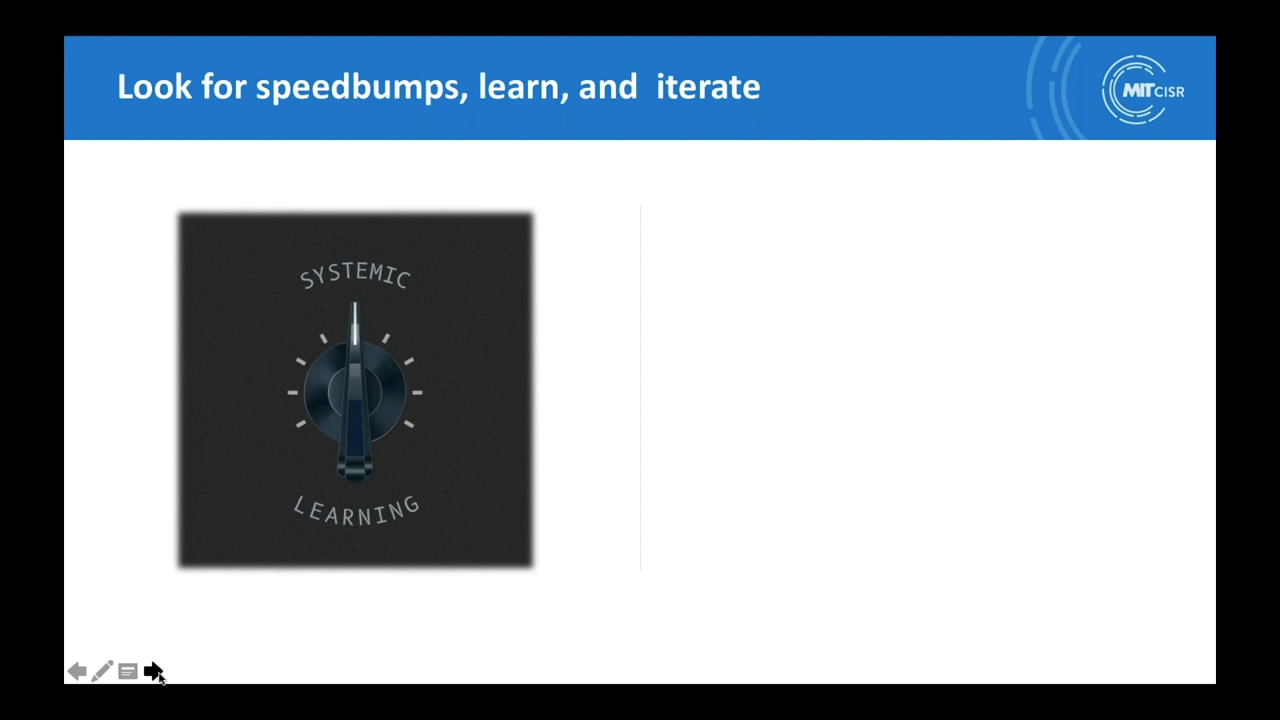 Look for speedbumps, learn, and  iterate
MIT CISR
SYSTEMIC
LEARNING